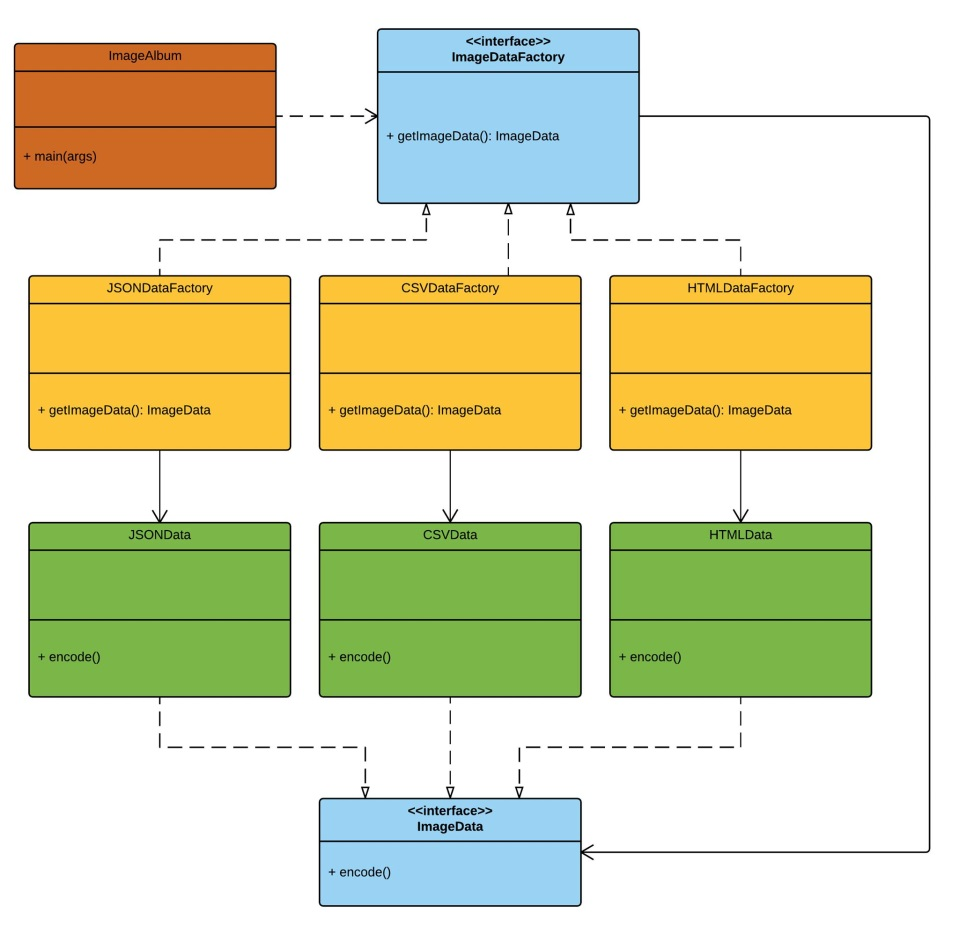 ImageAlbum
+ main(args)
<<interface>>
ImageDataFactory
+ getImageData(): ImageData
JSONDataFactory
+ getImageData(): ImageData
CSVDataFactory
+ getImageData(): ImageData
HTMLDataFactory
+ getImageData(): ImageData
JSONData
+ encode()
CSVData
+ encode()
HTMLData
+ encode()
<<interface>>
ImageData
+ encode()